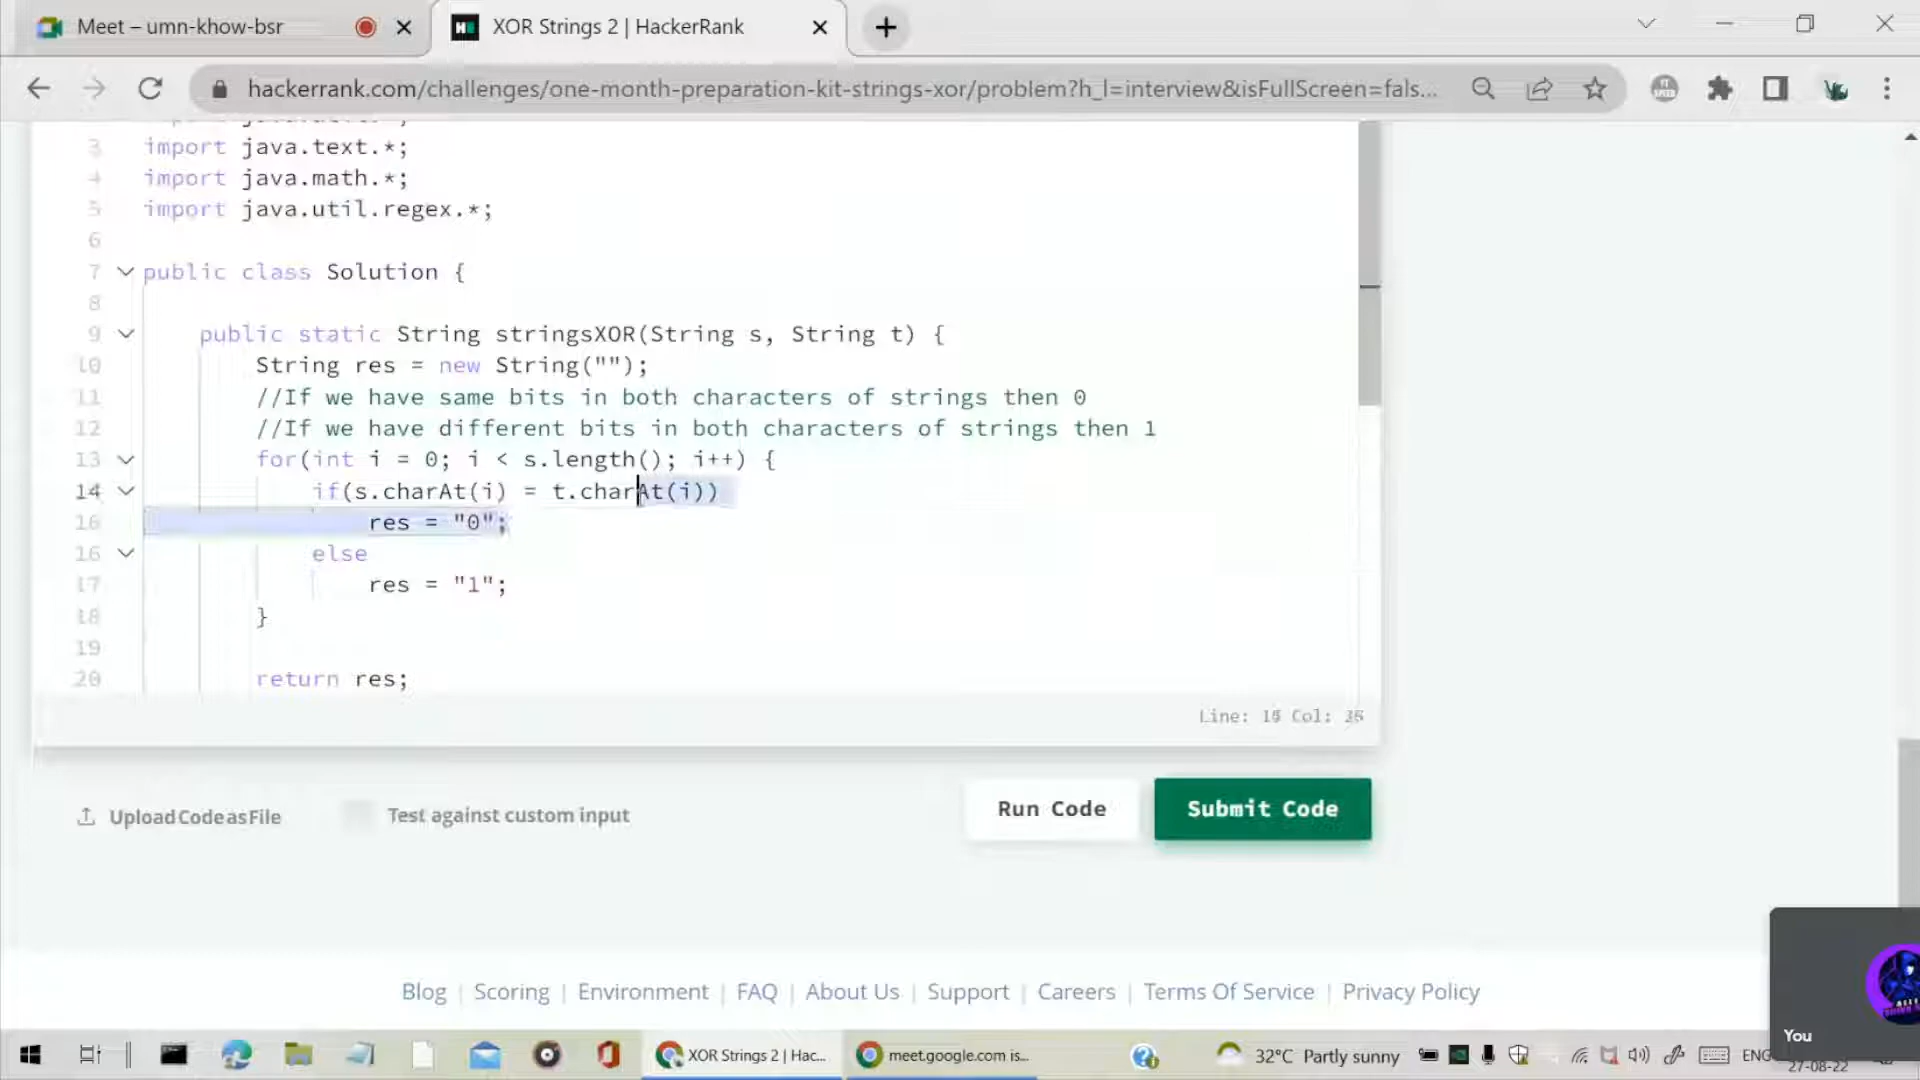 Meet – umn-khow-bsr
XOR Strings 2 | HackerRank
hackerrank.com/challenges/one-month-preparation-kit-strings-xor/problem?h_l=interview&isFullScreen=fals...
3 import java.text.*;
4 import java.math.*;
5 import java.util.regex.*;
6
7 public class Solution {
8
9 public static String stringsXOR(String s, String t) {
10 String res = new String("");
11 //If we have same bits in both characters of strings then 0
12 //If we have different bits in both characters of strings then 1
13 for(int i = 0; i < s.length(); i++) {
14 if(s.charAt(i) = t.charAt(i))
16 res = "0";
16 else
17 res = "1";
18 }
19
20 return res;
Line: Col:
Upload Code as File
Test against custom input
Run Code
Submit Code
Blog | Scoring | Environment | FAQ | About Us | Support | Careers | Terms Of Service | Privacy Policy
You
XOR Strings 2 | Hac...
meet.google.com is...
32°C Partly sunny
ENG
27-08-22